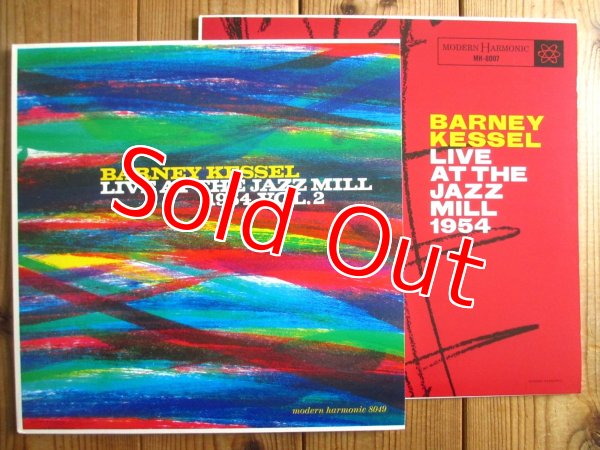 BARNEY KESSEL
LIVE AT THE JAZZ MILL
1954 VOL.2
modern harmonic 8049
MODERN HARMONIC
MH-8007
BARNEY
KESSEL
LIVE
AT THE
JAZZ
MILL
1954
Sold Out